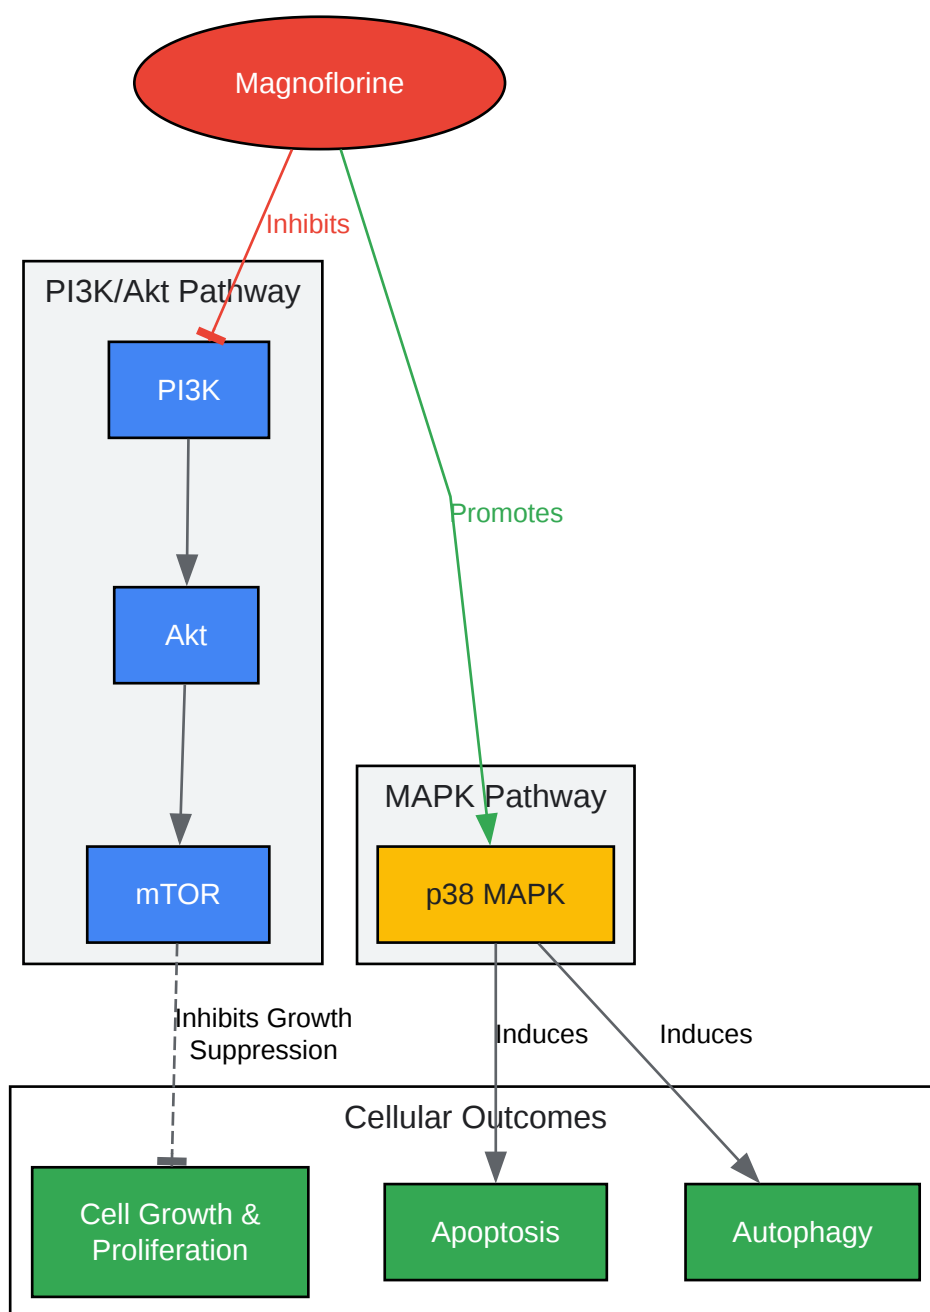 Magnoflorine
Inhibits
PI3K/Akt Pathway
PI3K
Promotes
Akt
MAPK Pathway
mTOR
p38 MAPK
Inhibits Growth
Suppression
Induces
Induces
Cellular Outcomes
Cell Growth &
Proliferation
Apoptosis
Autophagy